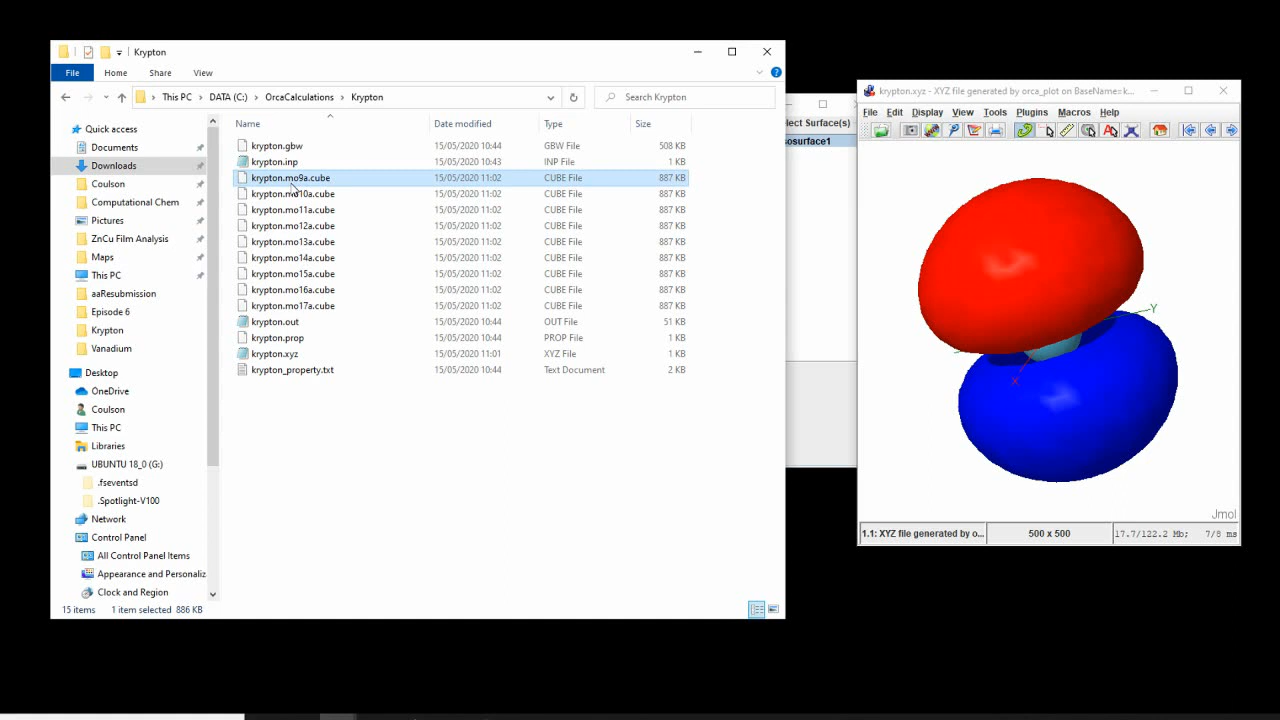 Krypton
File Home Share View
This PC DATA (C:) OrcaCalculations Krypton
Search Krypton
Name Date modified Type Size
Quick access
Documents
Downloads
Coulson
Computational Chem
Pictures
ZnCu Film Analysis
Maps
This PC
aaResubmission
Episode 6
Krypton
Vanadium
Desktop
OneDrive
Coulson
This PC
Libraries
UBUNTU 18_0 (G:)
.fseventsd
.Spotlight-V100
Network
Control Panel
All Control Panel Items
Appearance and Personaliz
Clock and Region
krypton.gbw 15/05/2020 10:44 GBW File 508 KB
krypton.inp 15/05/2020 10:43 INP File 1 KB
krypton.mo9a.cube 15/05/2020 11:02 CUBE File 887 KB
krypton.mo10a.cube 15/05/2020 11:02 CUBE File 887 KB
krypton.mo11a.cube 15/05/2020 11:02 CUBE File 887 KB
krypton.mo12a.cube 15/05/2020 11:02 CUBE File 887 KB
krypton.mo13a.cube 15/05/2020 11:02 CUBE File 887 KB
krypton.mo14a.cube 15/05/2020 11:02 CUBE File 887 KB
krypton.mo15a.cube 15/05/2020 11:02 CUBE File 887 KB
krypton.mo16a.cube 15/05/2020 11:02 CUBE File 887 KB
krypton.mo17a.cube 15/05/2020 11:02 CUBE File 887 KB
krypton.out 15/05/2020 10:44 OUT File 51 KB
krypton.prop 15/05/2020 10:44 PROP File 1 KB
krypton.xyz 15/05/2020 11:01 XYZ File 1 KB
krypton_property.txt 15/05/2020 10:44 Text Document 2 KB
15 items 1 item selected 886 KB
lect Surface(s)
osurface1
krypton.xyz - XYZ file generated by orca_plot on BaseName=k...
File Edit Display View Tools Plugins Macros Help
Y
X
Jmol
1.1: XYZ file generated by o... 500 x 500 17.7/122.2 Mb; 7/8 ms